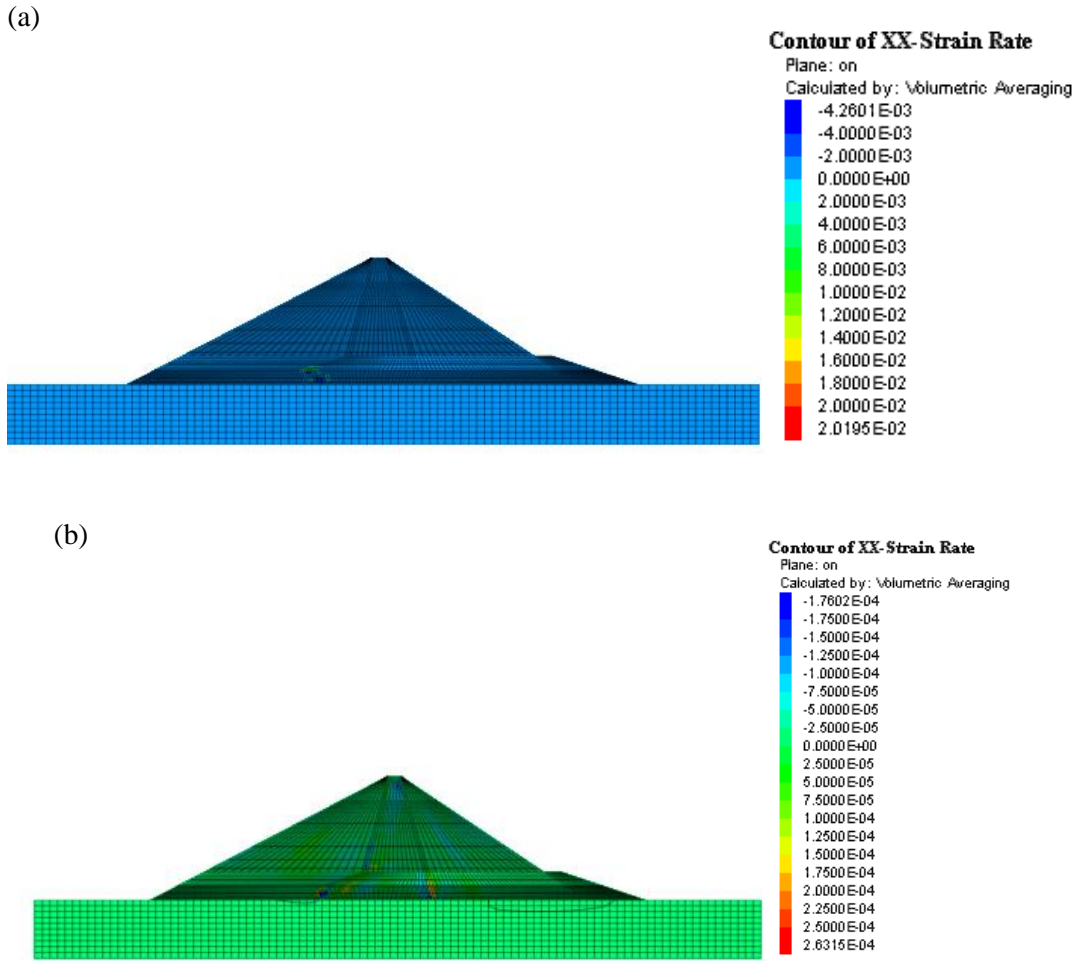 (a)
Contour of XX-Strain Rate
Plane: on
Calculated by: Volumetric Averaging
-4.2601E-03
-4.0000E-03
-2.0000E-03
0.0000E+00
2.0000E-03
4.0000E-03
6.0000E-03
8.0000E-03
1.0000E-02
1.2000E-02
1.4000E-02
1.6000E-02
1.8000E-02
2.0000E-02
2.0195E-02
(b)
Contour of XX-Strain Rate
Plane: on
Calculated by: Volumetric Averaging
-1.7602E-04
-1.7500E-04
-1.5000E-04
-1.2500E-04
-1.0000E-04
-7.5000E-05
-5.0000E-05
-2.5000E-05
0.0000E+00
2.5000E-05
5.0000E-05
7.5000E-05
1.0000E-04
1.2500E-04
1.5000E-04
1.7500E-04
2.0000E-04
2.2500E-04
2.5000E-04
2.6315E-04